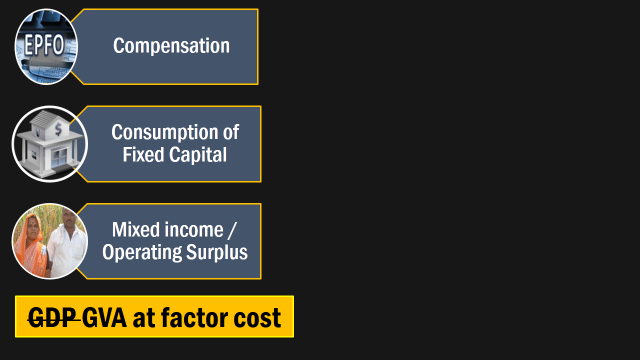 EPFO
Compensation
Consumption of
Fixed Capital
$
Mixed income /
Operating Surplus
GDP GVA at factor cost